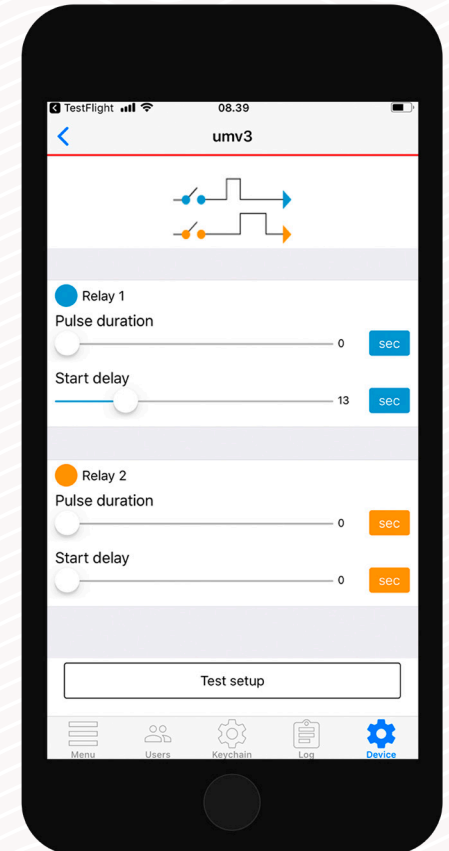 TestFlight 08.39
umv3
Relay 1
Pulse duration
0 sec
Start delay
13 sec
Relay 2
Pulse duration
0 sec
Start delay
0 sec
Test setup
Menu Users Keychain Log Device